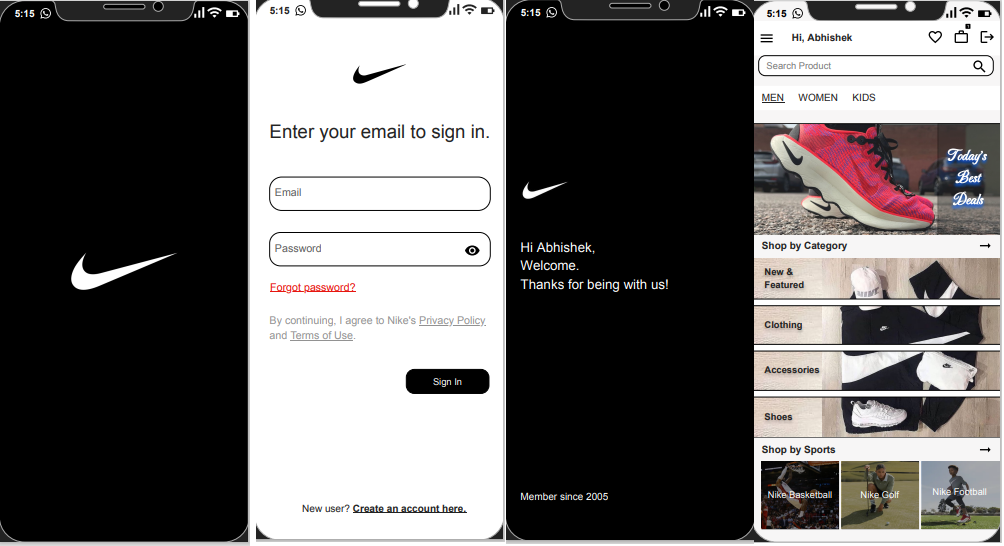 5:15
5:15
Enter your email to sign in.
Email
Password
Forgot password?
By continuing, I agree to Nike's Privacy Policy
and Terms of Use.
Sign In
New user? Create an account here.
5:15
Hi Abhishek,
Welcome.
Thanks for being with us!
Member since 2005
5:15
Hi, Abhishek
Search Product
MEN WOMEN KIDS
Today's
Best
Deals
Shop by Category
New &
Featured
Clothing
Accessories
Shoes
Shop by Sports
Nike Basketball Nike Golf Nike Football